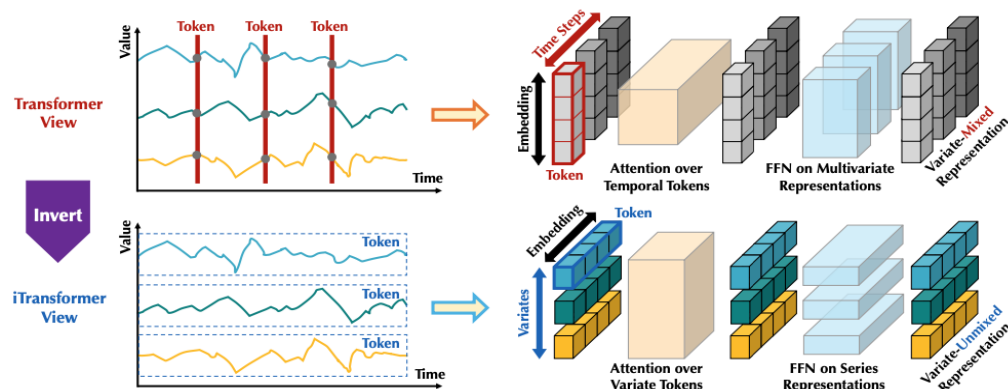 Token Token Token
Value
Time
Transformer
View
Time Steps
Embedding
Token
Attention over
Temporal Tokens
FFN on Multivariate
Representations
Variate-Mixed
Representation
Invert
Value
Token
Token
Token
Time
iTransformer
View
Embedding
Token
Variates
Attention over
Variate Tokens
FFN on Series
Representations
Variate-Unmixed
Representation